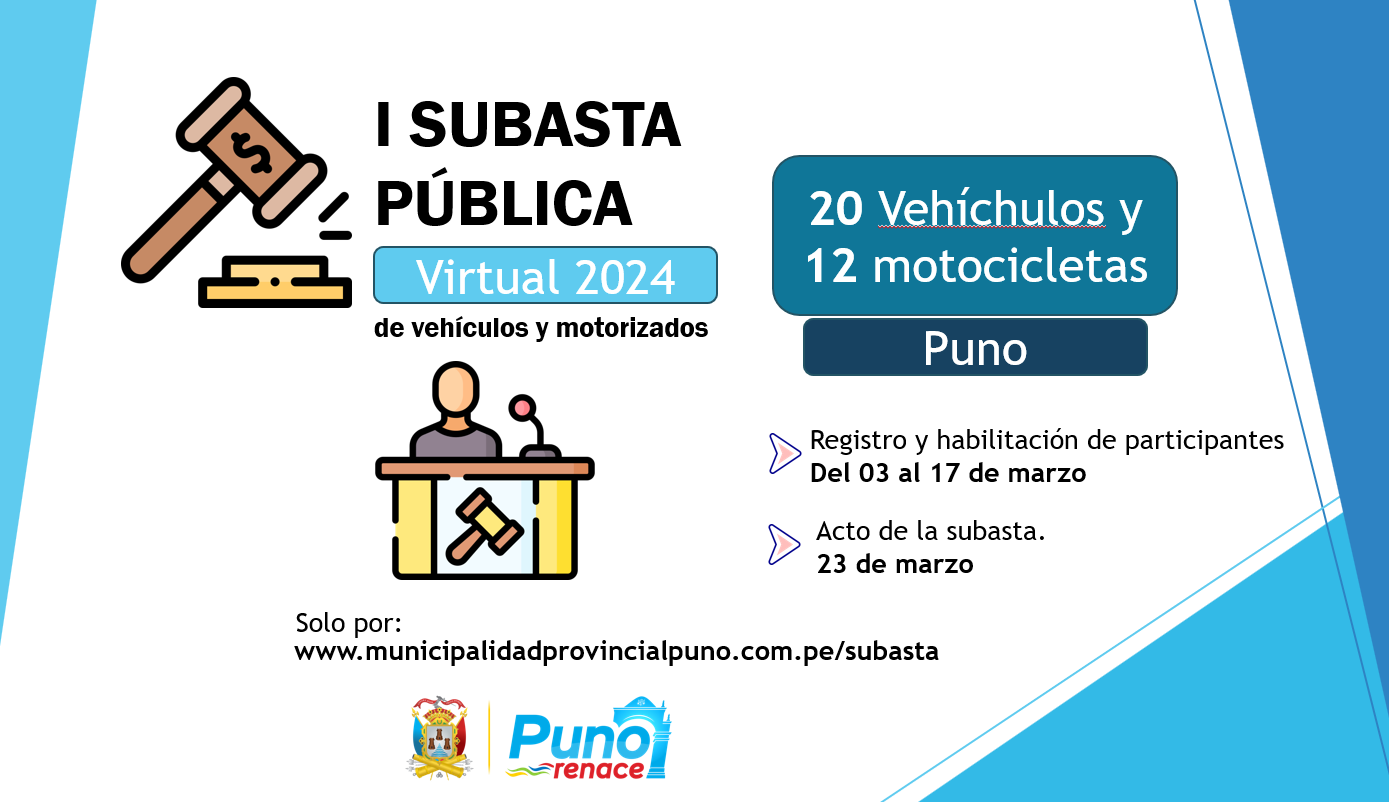 I SUBASTA
PÚBLICA
Virtual 2024
de vehículos y motorizados
20 Vehíchulos y
12 motocicletas
Puno
Registro y habilitación de participantes
Del 03 al 17 de marzo
Acto de la subasta.
23 de marzo
Solo por:
www.municipalidadprovincialpuno.com.pe/subasta
Puno
renace
$